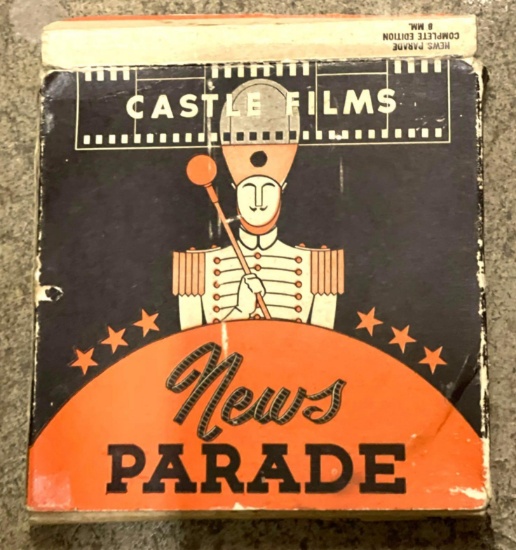 NEWS PARADE
COMPLETE EDITION
8 MM.
CASTLE FILMS
News
PARADE